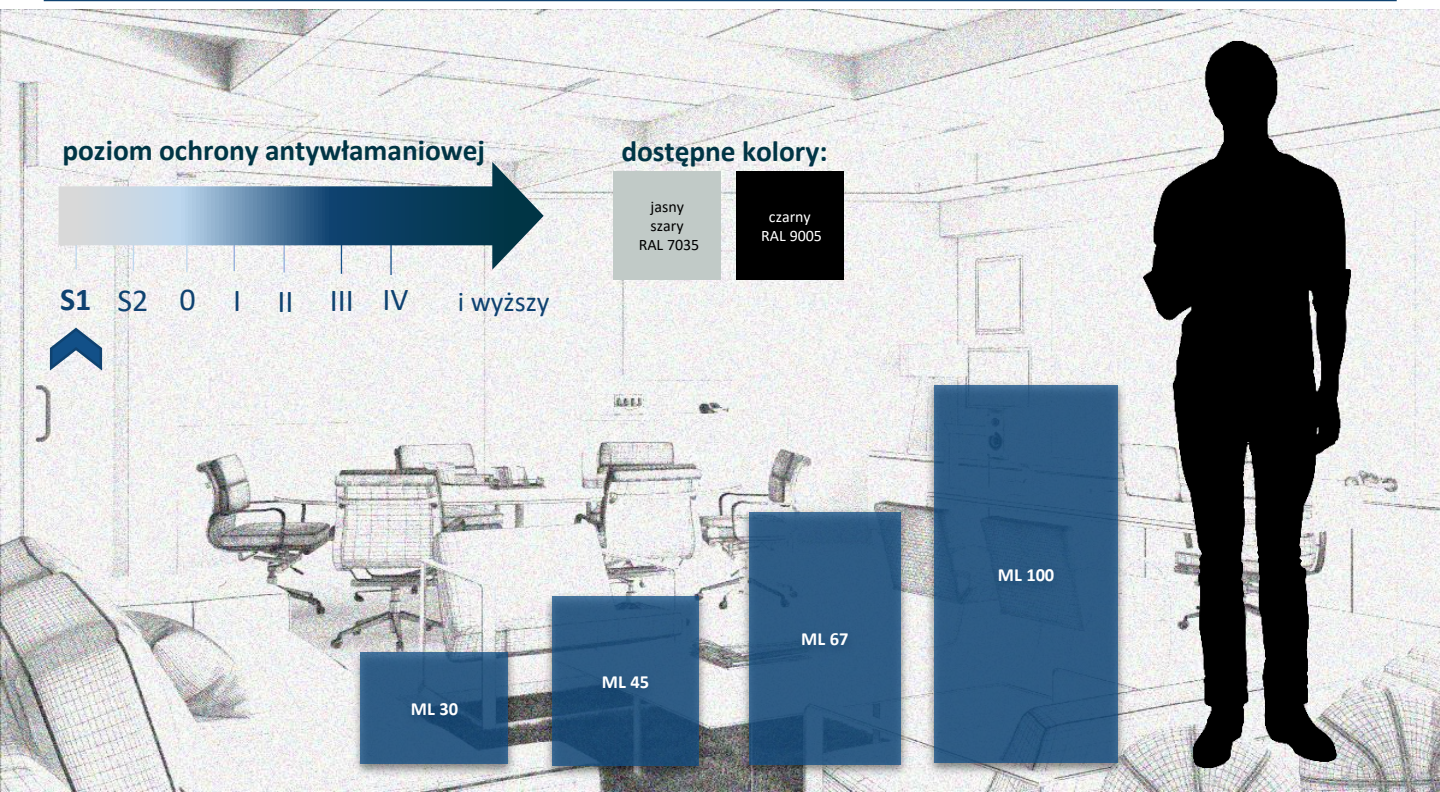 poziom ochrony antywłamaniowej
S1 S2 0 I II III IV i wyższy
dostępne kolory:
jasny
szary
RAL 7035
czarny
RAL 9005
ML 30
ML 45
ML 67
ML 100